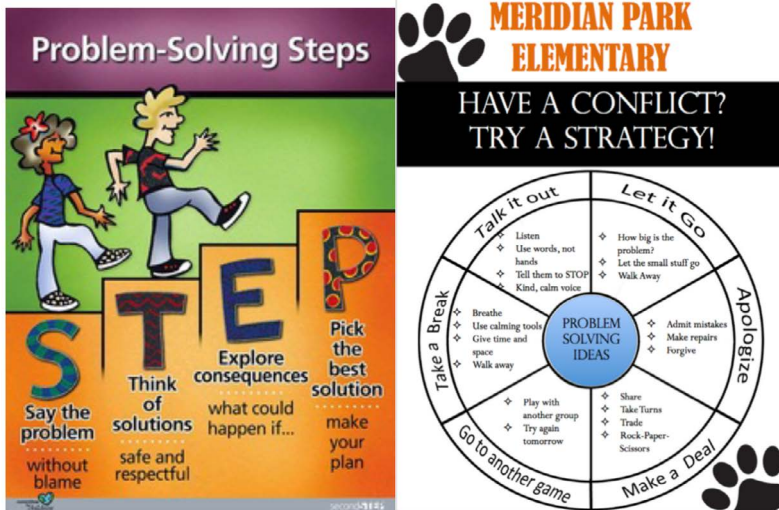 Problem-Solving Steps
S
Say the
problem
without
blame
T
Think
of
solutions
safe and
respectful
E
Explore
consequences
what could
happen if...
P
Pick
the
best
solution
make
your
plan
MERIDIAN PARK
ELEMENTARY
HAVE A CONFLICT?
TRY A STRATEGY!
Talk it out
Listen
Use words, not
hands
Tell them to STOP
Kind, calm voice
Let it Go
How big is the
problem?
Let the small stuff go
Walk Away
Apologize
Admit mistakes
Make repairs
Forgive
Make a Deal
Share
Take Turns
Trade
Rock-Paper-
Scissors
Go to another game
Play with
another group
Try again
tomorrow
Take a Break
Breathe
Use calming tools
Give time and
space
Walk away
PROBLEM
SOLVING
IDEAS